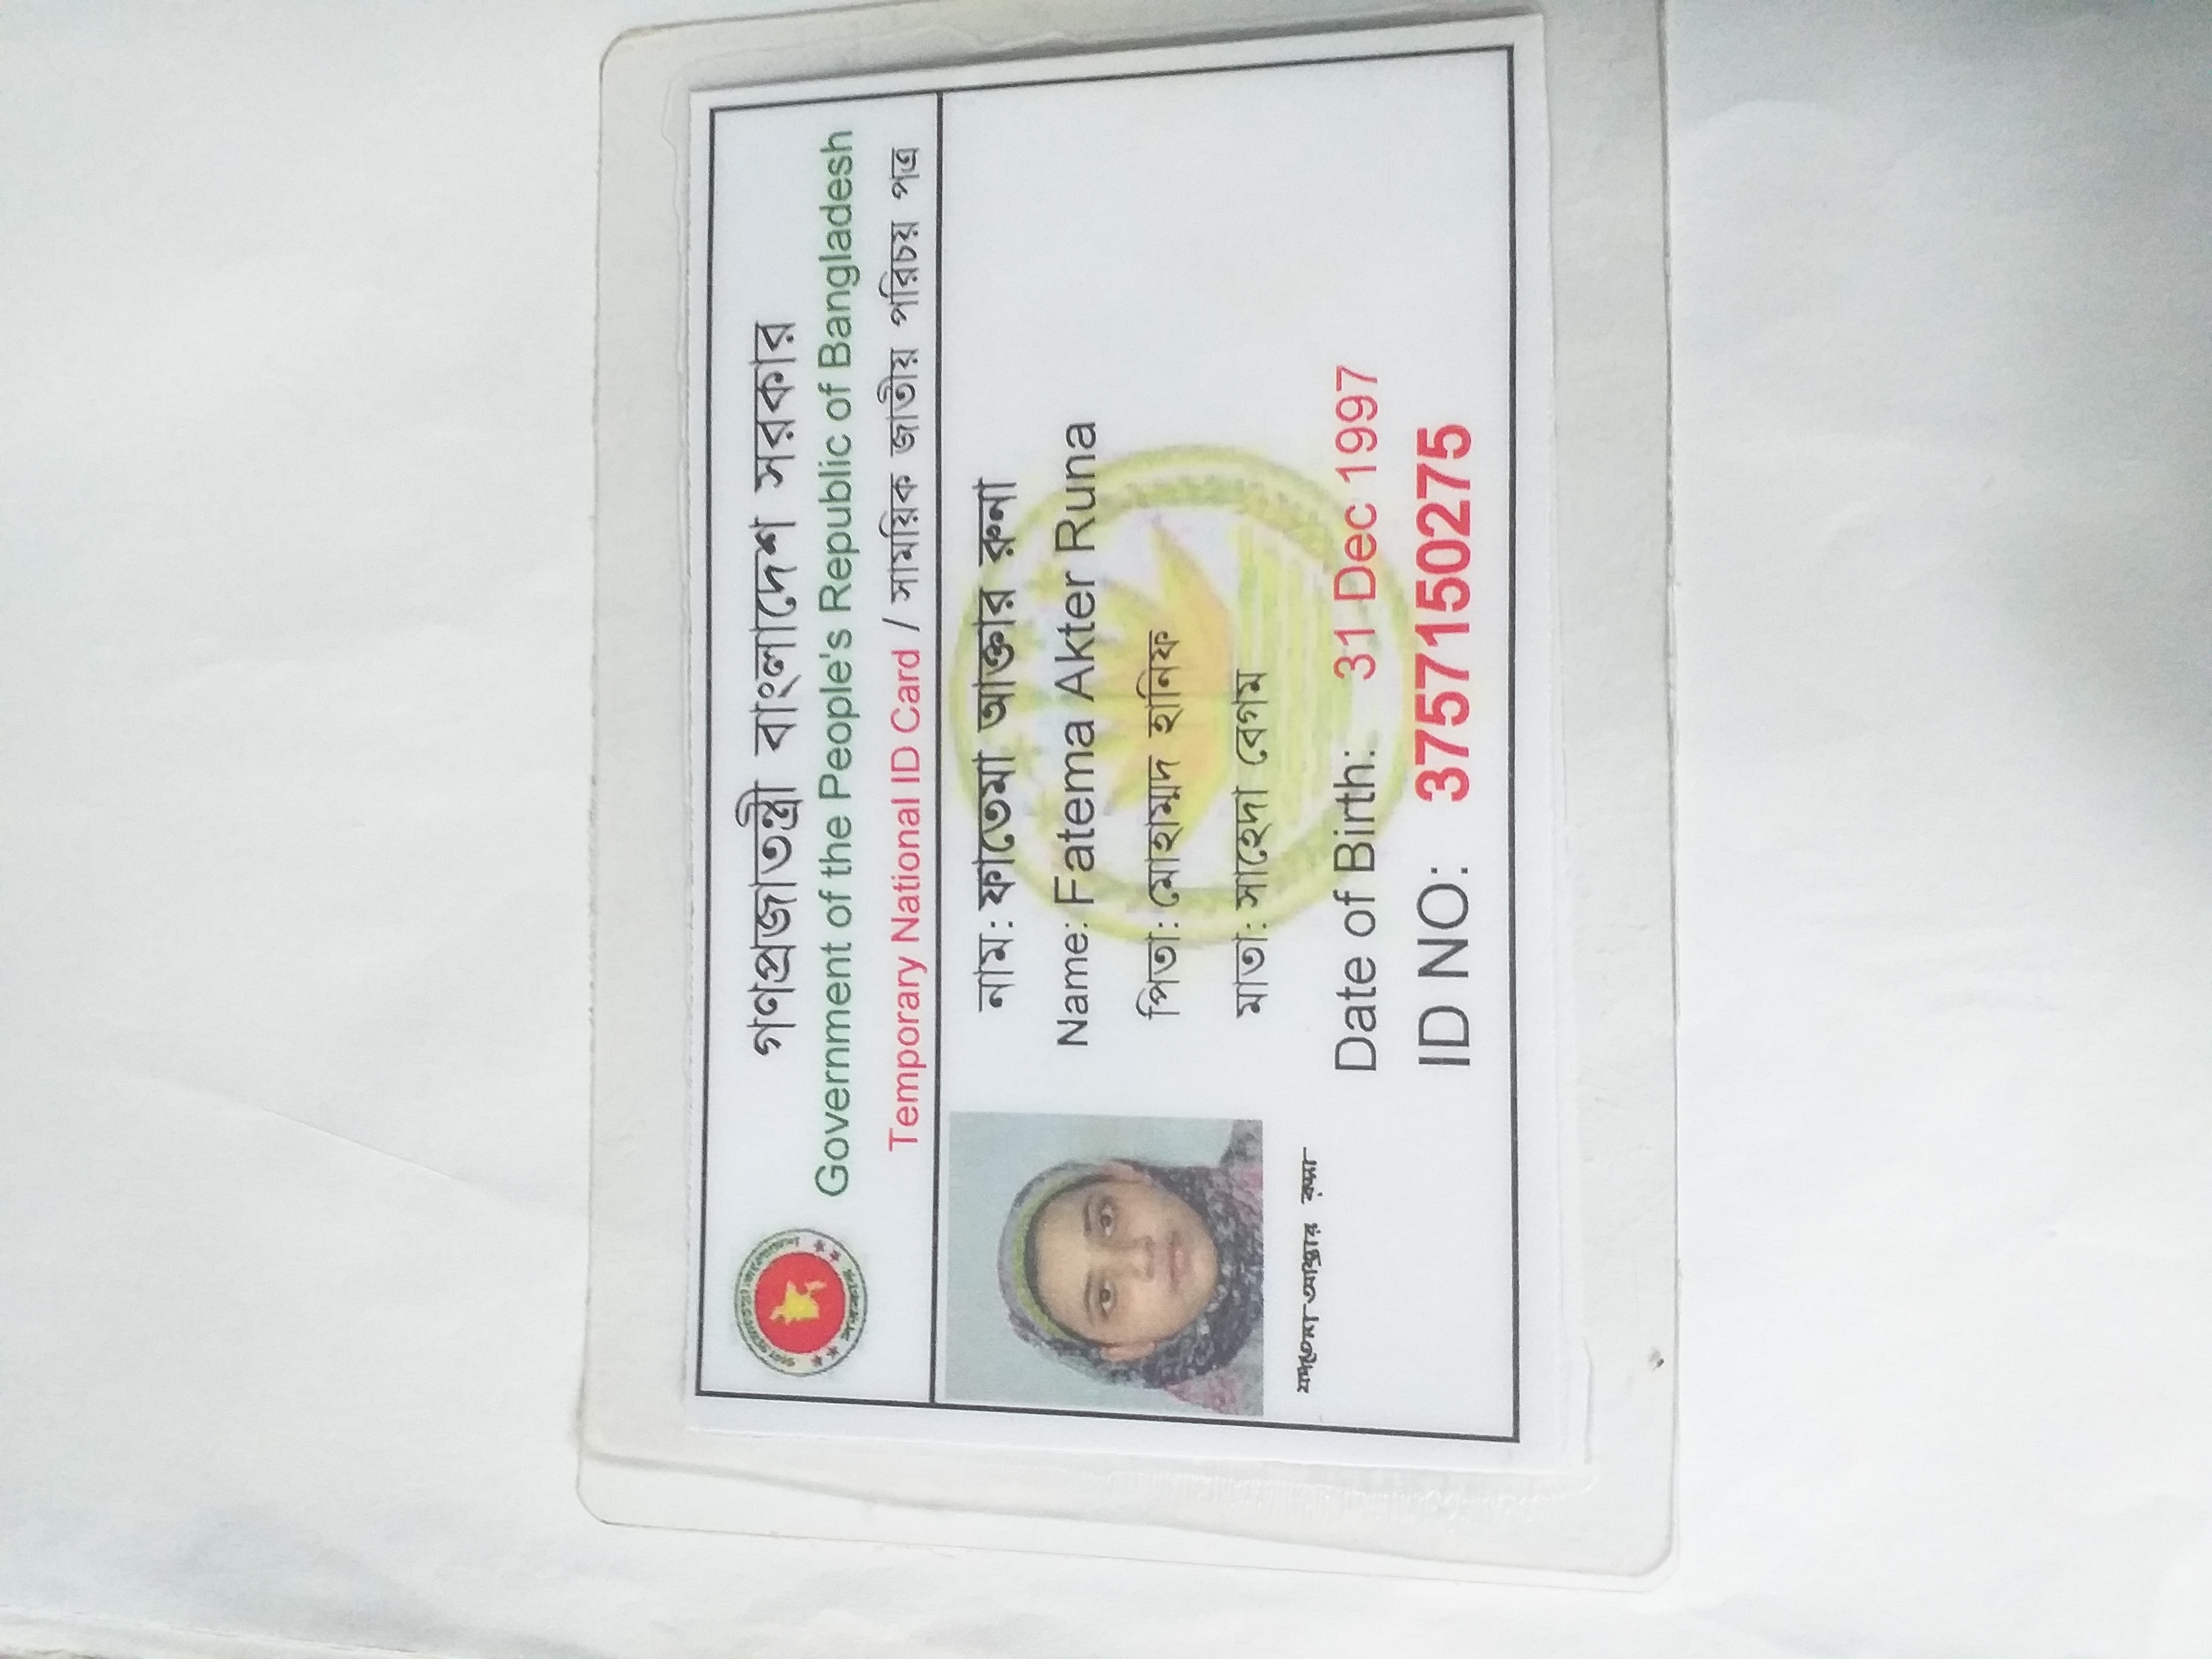 গণপ্রজাতন্ত্রী বাংলাদেশ সরকার
Government of the People's Republic of Bangladesh
Temporary National ID Card / সাময়িক জাতীয় পরিচয় পত্র
নাম: ফাতেমা আক্তার রুনা
Name: Fatema Akter Runa
পিতা: মোহাম্মদ হানিফ
মাতা: সাহেদা বেগম
ফাতেমা আক্তার রুনা
Date of Birth: 31 Dec 1997
ID NO: 3757150275